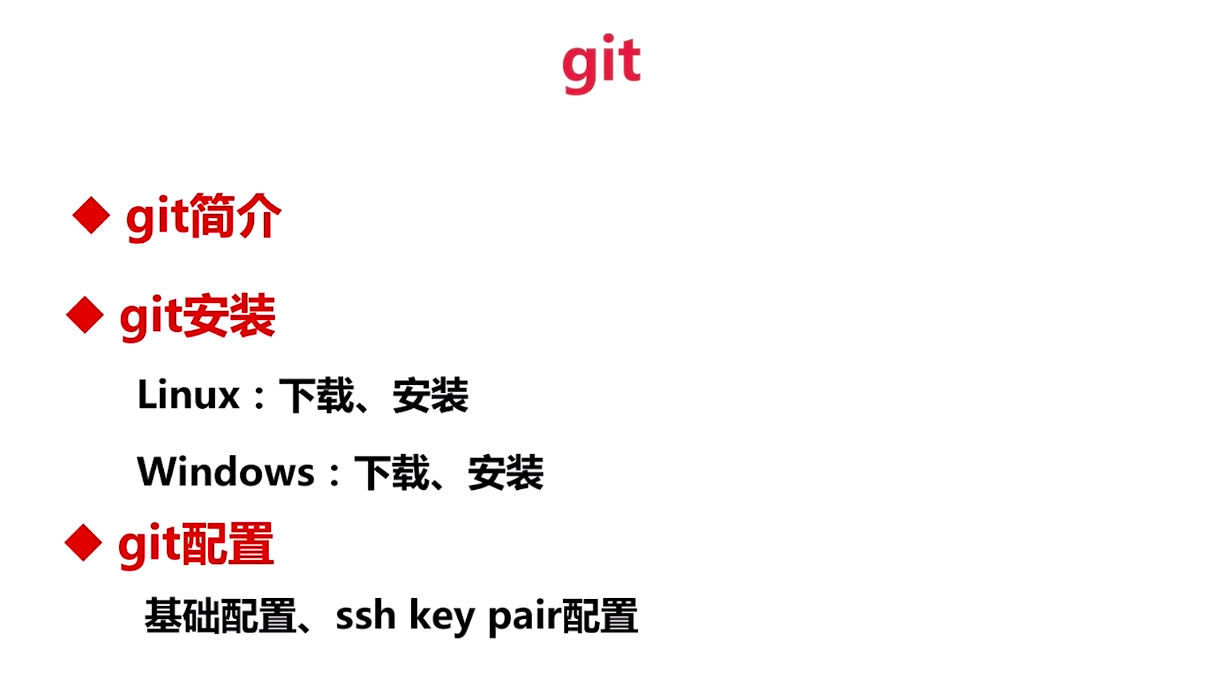 git
git简介
git安装
Linux：下载、安装
Windows：下载、安装
git配置
基础配置、ssh key pair配置